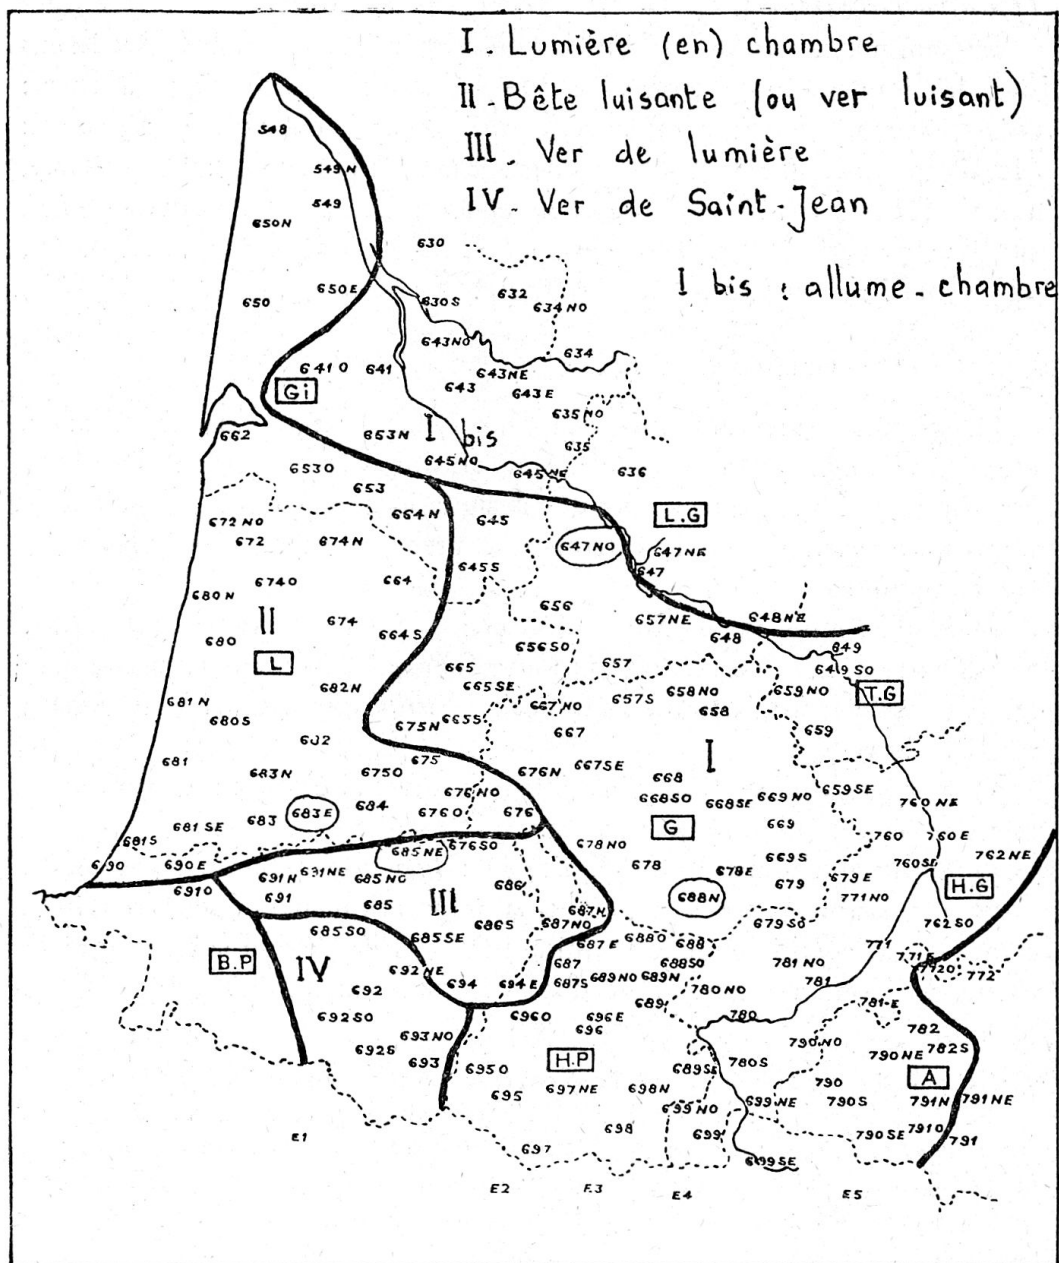 I - Lumière (en) chambre
II - Bête luisante (ou ver luisant)
III - Ver de lumière
IV - Ver de Saint-Jean
I bis : allume-chambre
548
549 N
549
650 N
630
650 E
650
630 S
632
634 NO
643 NO
634
641 O
641
643 NE
643
643 E
Gi
635 NO
662
653 N
I bis
635
645 NO
653 O
645 NE
636
653
664 N
645
L.G
672 NO
672
674 N
647 NO
647 NE
645 S
647
674 O
664
680 N
656
II
674
657 NE
648 NE
680
664 S
648
656 SO
649
L
665
657
649 SO
682 N
665 SE
657 S
658 NO
659 NO
T.G
681 N
680 S
675 N
665 S
667 NO
658
667
659
682
I
681
675
683 N
675 O
676 N
667 SE
668
676 NO
668 SO
668 SE
669 NO
659 SE
760 NE
683
683 E
684
676 O
676
G
669
681 SE
760
760 E
681 S
685 NE
676 SO
678 NO
669 S
762 NE
690
690 E
678
678 E
760 SE
691 N
691 NE
685 NO
686
679
679 E
H.G
691 O
691
685
III
688 N
771 NO
687 N
687 NO
679 SO
762 SO
685 SO
685 SE
686 S
687 E
688 O
688
771
B.P
IV
687
688 SO
781 NO
771 E
692 NE
694
694 E
687 S
689 NO
689 N
772 O
772
692
780 NO
781
689
781 E
692 SO
696 O
696 E
780
693 NO
696
782
692 S
693
H.P
790 NO
790 NE
782 S
695 O
689 SE
780 S
697 NE
698 N
790
A
695
699 NE
790 S
791 N
791 NE
699 NO
698
699
790 SE
791 O
791
E1
697
699 SE
E2
E3
E4
E5